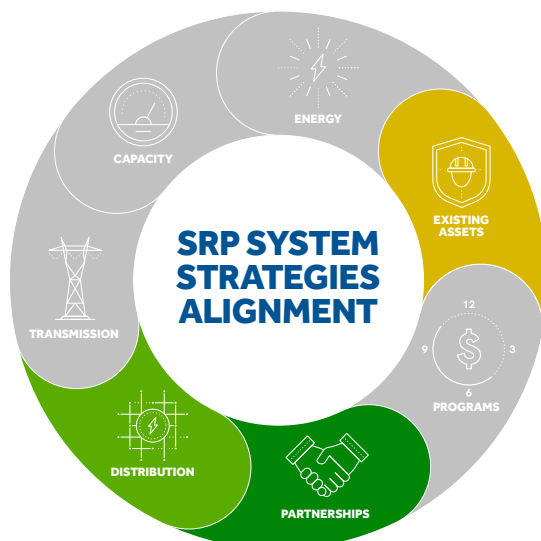 SRP SYSTEM
STRATEGIES
ALIGNMENT
ENERGY
EXISTING
ASSETS
12
9
3
6
PROGRAMS
PARTNERSHIPS
DISTRIBUTION
TRANSMISSION
CAPACITY
$